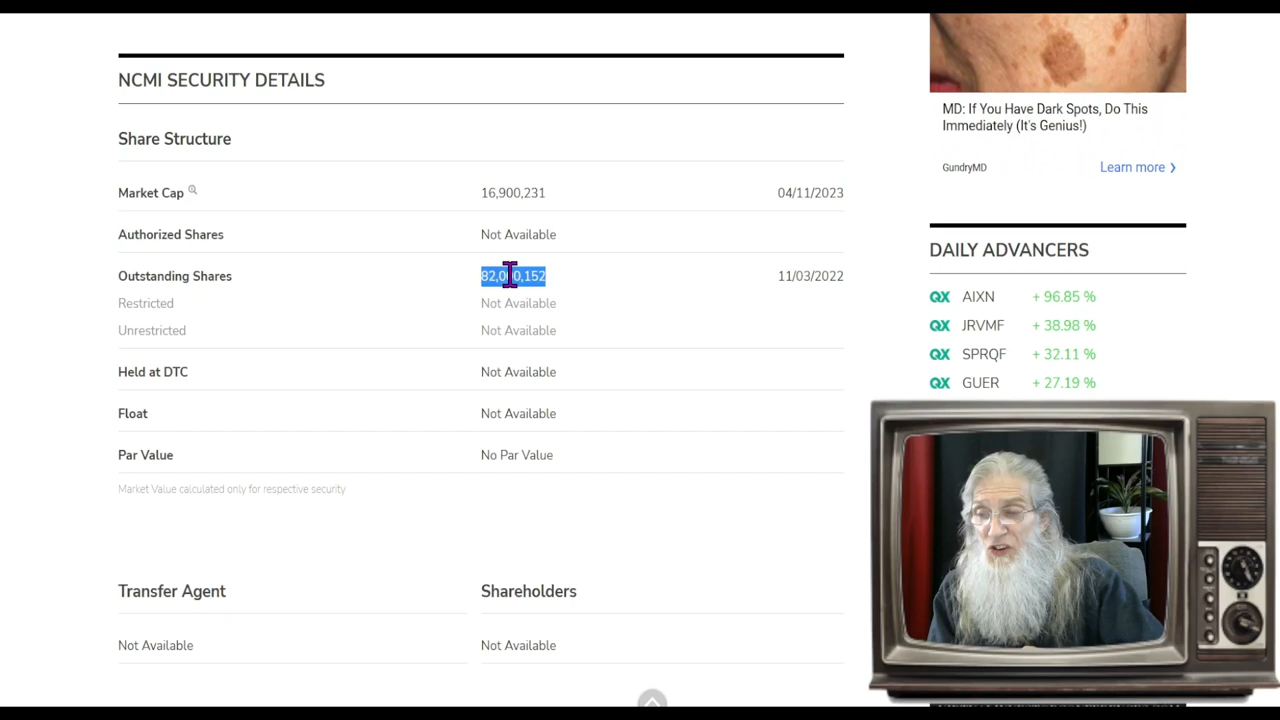 NCMI SECURITY DETAILS
Share Structure
Market Cap 16,900,231 04/11/2023
Authorized Shares Not Available
Outstanding Shares 11/03/2022
Restricted Not Available
Unrestricted Not Available
Held at DTC Not Available
Float Not Available
Par Value No Par Value
Market Value calculated only for respective security
Transfer Agent Shareholders
Not Available Not Available
MD: If You Have Dark Spots, Do This
Immediately (It's Genius!)
GundryMD Learn more
DAILY ADVANCERS
QX AIXN + 96.85 %
QX JRVMF + 38.98 %
QX SPRQF + 32.11 %
QX GUER + 27.19 %